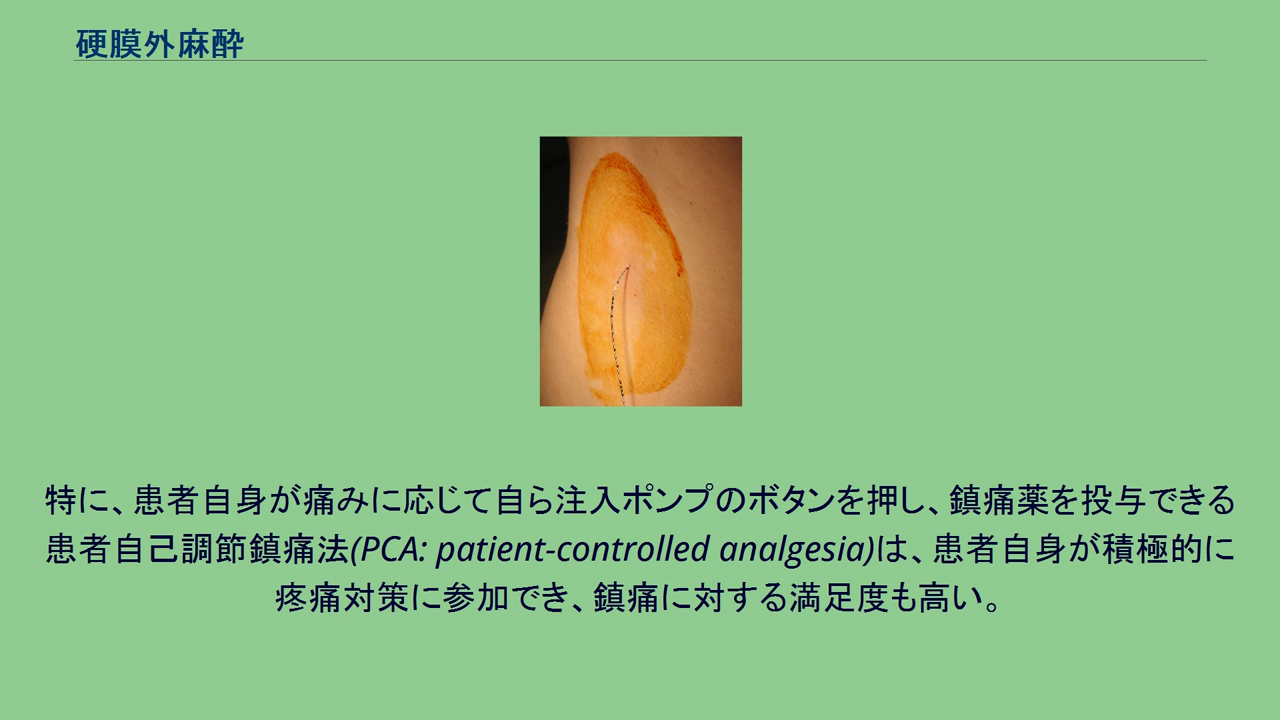 硬膜外麻酔
特に、患者自身が痛みに応じて自ら注入ポンプのボタンを押し、鎮痛薬を投与できる
患者自己調節鎮痛法(PCA: patient-controlled analgesia)は、患者自身が積極的に
疼痛対策に参加でき、鎮痛に対する満足度も高い。